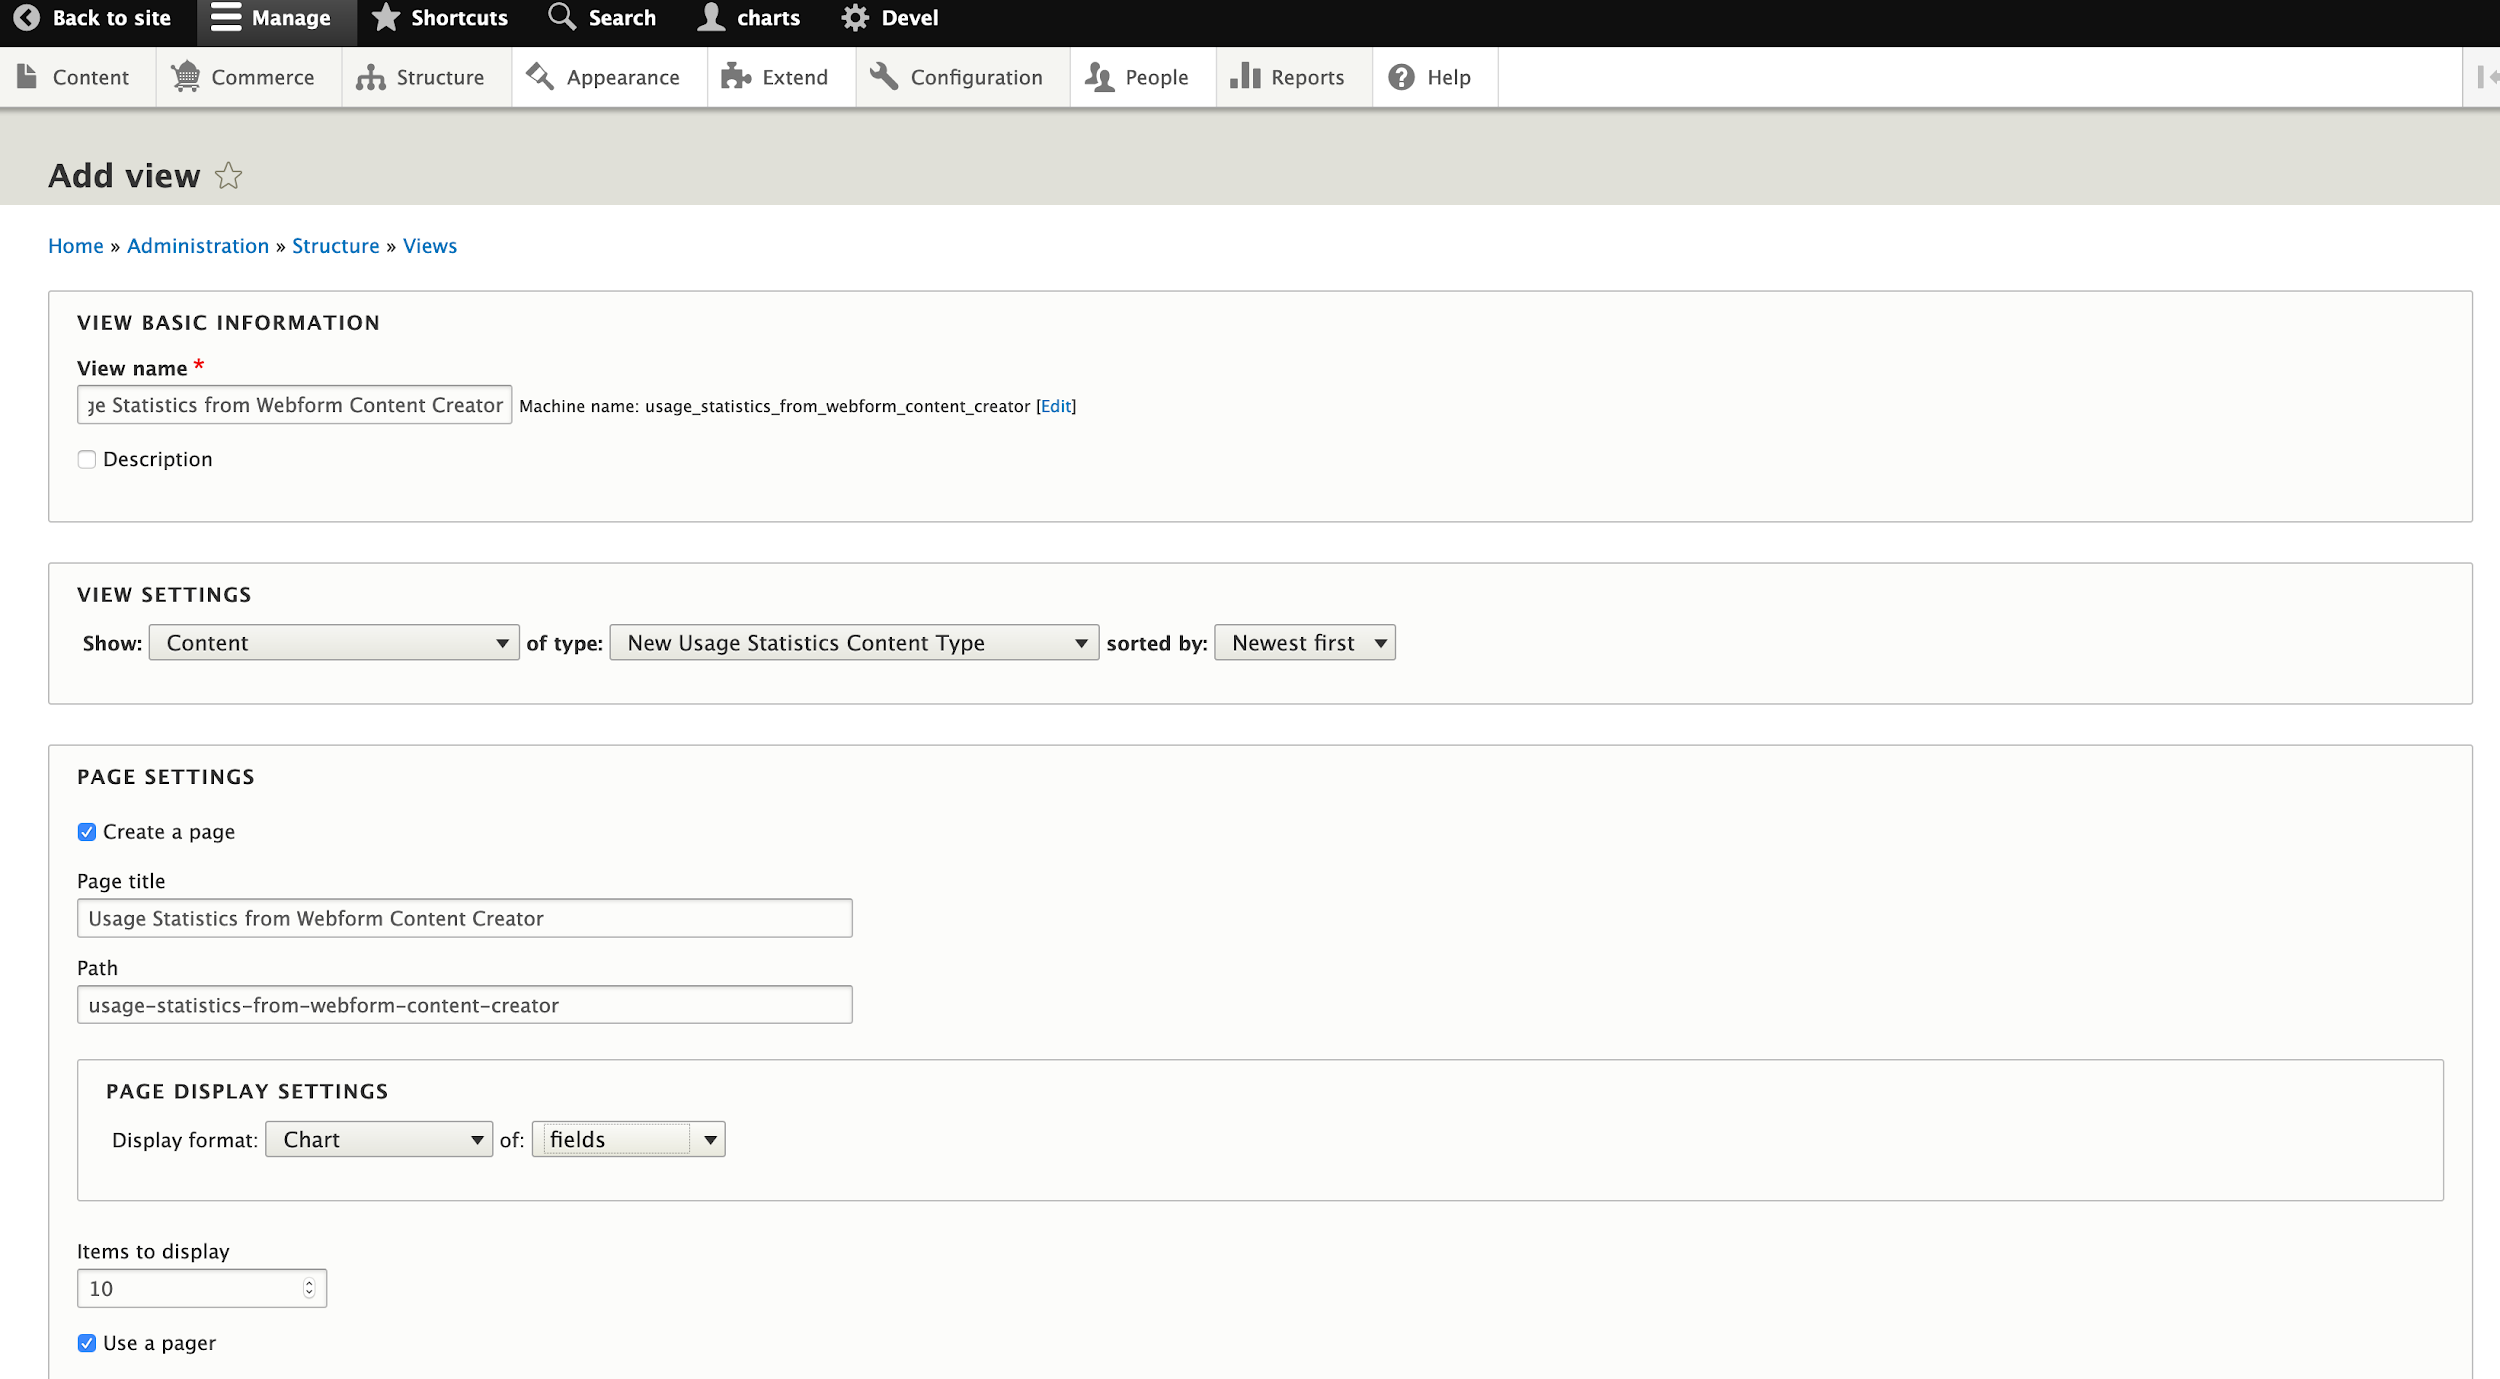 Back to site Manage Shortcuts Search charts Devel
Content Commerce Structure Appearance Extend Configuration People Reports Help
Add view
Home » Administration » Structure » Views
VIEW BASIC INFORMATION
View name *
ge Statistics from Webform Content Creator Machine name: usage_statistics_from_webform_content_creator [Edit]
Description
VIEW SETTINGS
Show: Content of type: New Usage Statistics Content Type sorted by: Newest first
PAGE SETTINGS
Create a page
Page title
Usage Statistics from Webform Content Creator
Path
usage-statistics-from-webform-content-creator
PAGE DISPLAY SETTINGS
Display format: Chart of: fields
Items to display
10
Use a pager